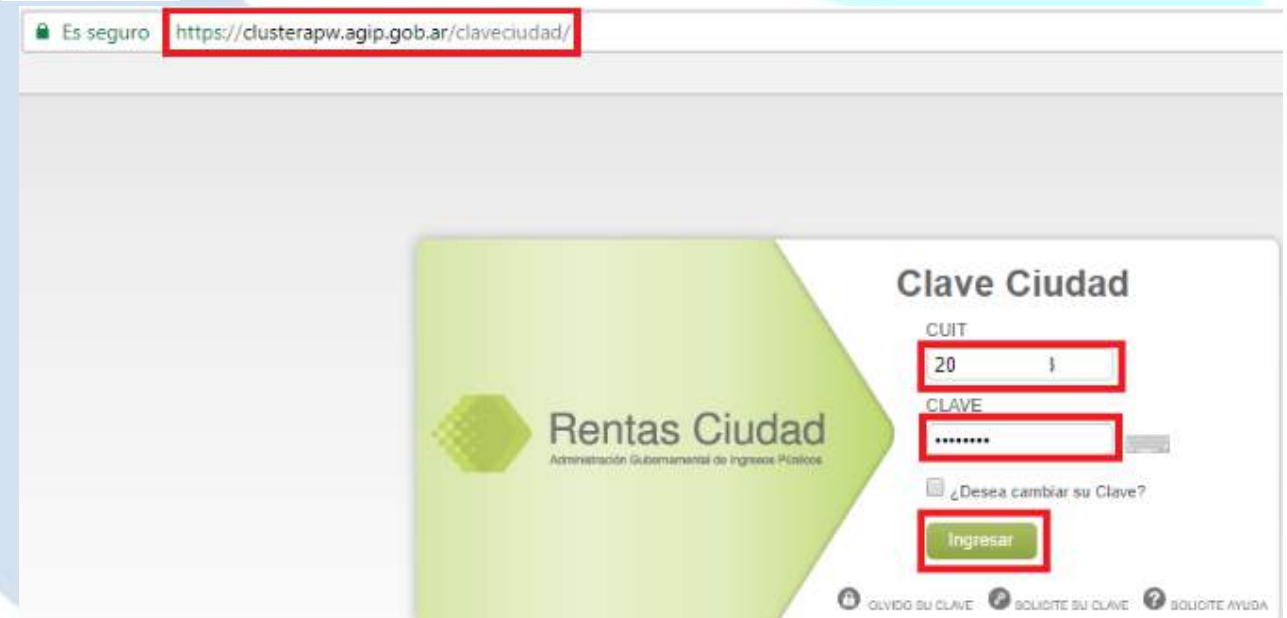 Es seguro https://clusterapw.agip.gob.ar/claveciudad/
Clave Ciudad
CUIT
20
CLAVE
••••••••
Rentas Ciudad
Administración Gubernamental de Ingresos Públicos
¿Desea cambiar su Clave?
Ingresar
OLVIDO SU CLAVE SOLICITE SU CLAVE SOLICITE AYUDA